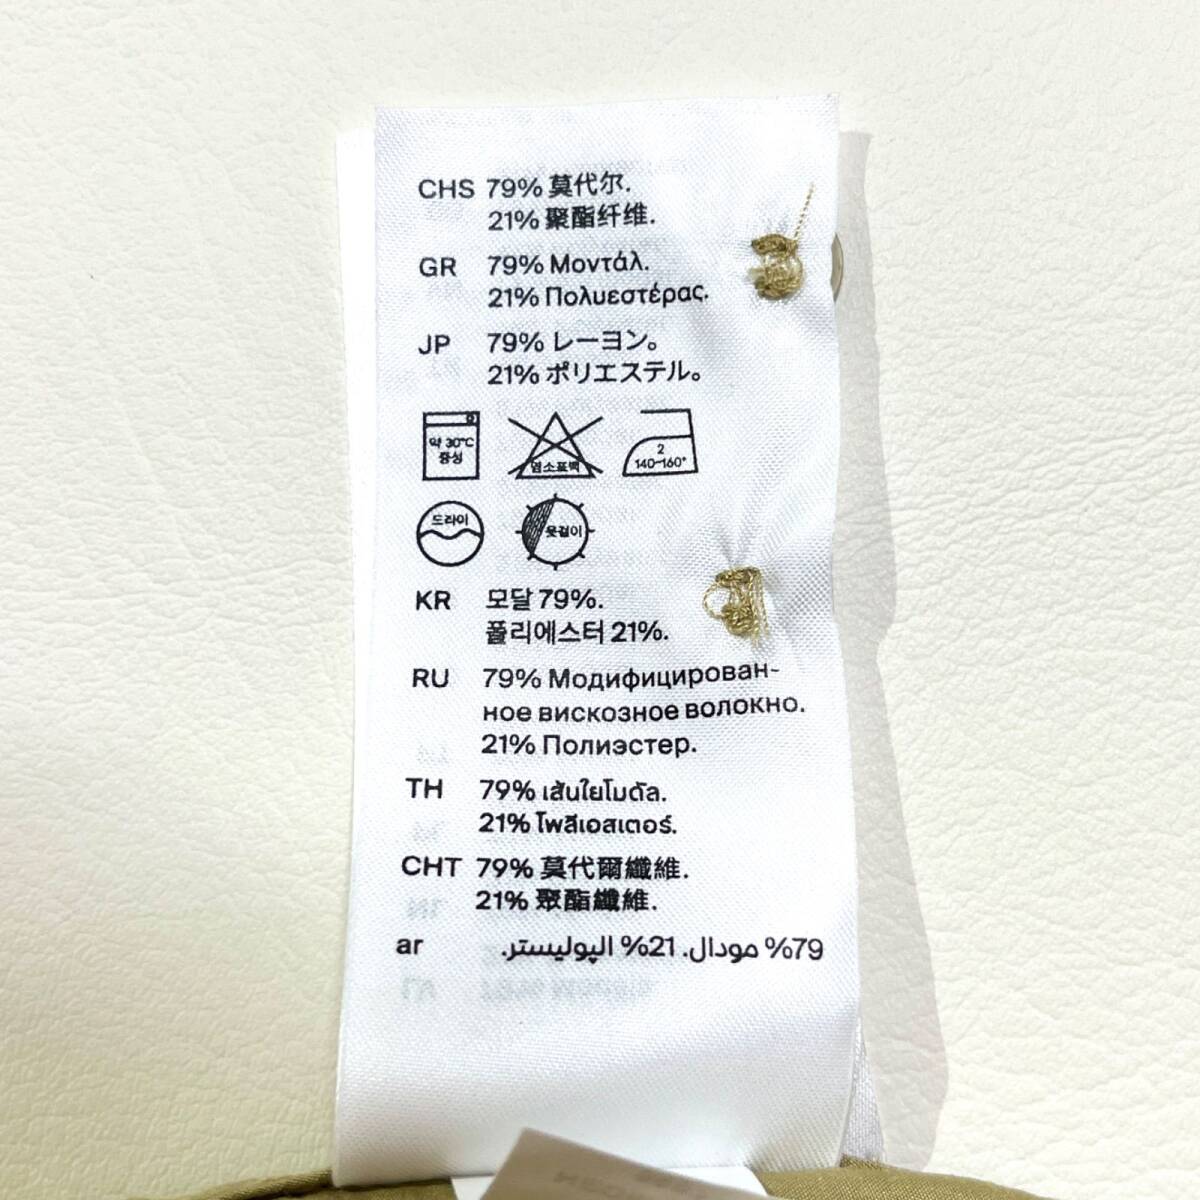 CHS 79% 莫代尔.
21% 聚酯纤维.
GR 79% Μοντάλ.
21% Πολυεστέρας.
JP 79% レーヨン。
21% ポリエステル。
약 30°C
중성
염소표백
2
140-160°
드라이
옷걸이
KR 모달 79%.
폴리에스터 21%.
RU 79% Модифицирован-
ное вискозное волокно.
21% Полиэстер.
TH 79% เส้นใยโมดัล.
21% โพลีเอสเตอร์.
CHT 79% 莫代爾纖維.
21% 聚酯纖維.
ar 79% مودال. 21% البوليستر.